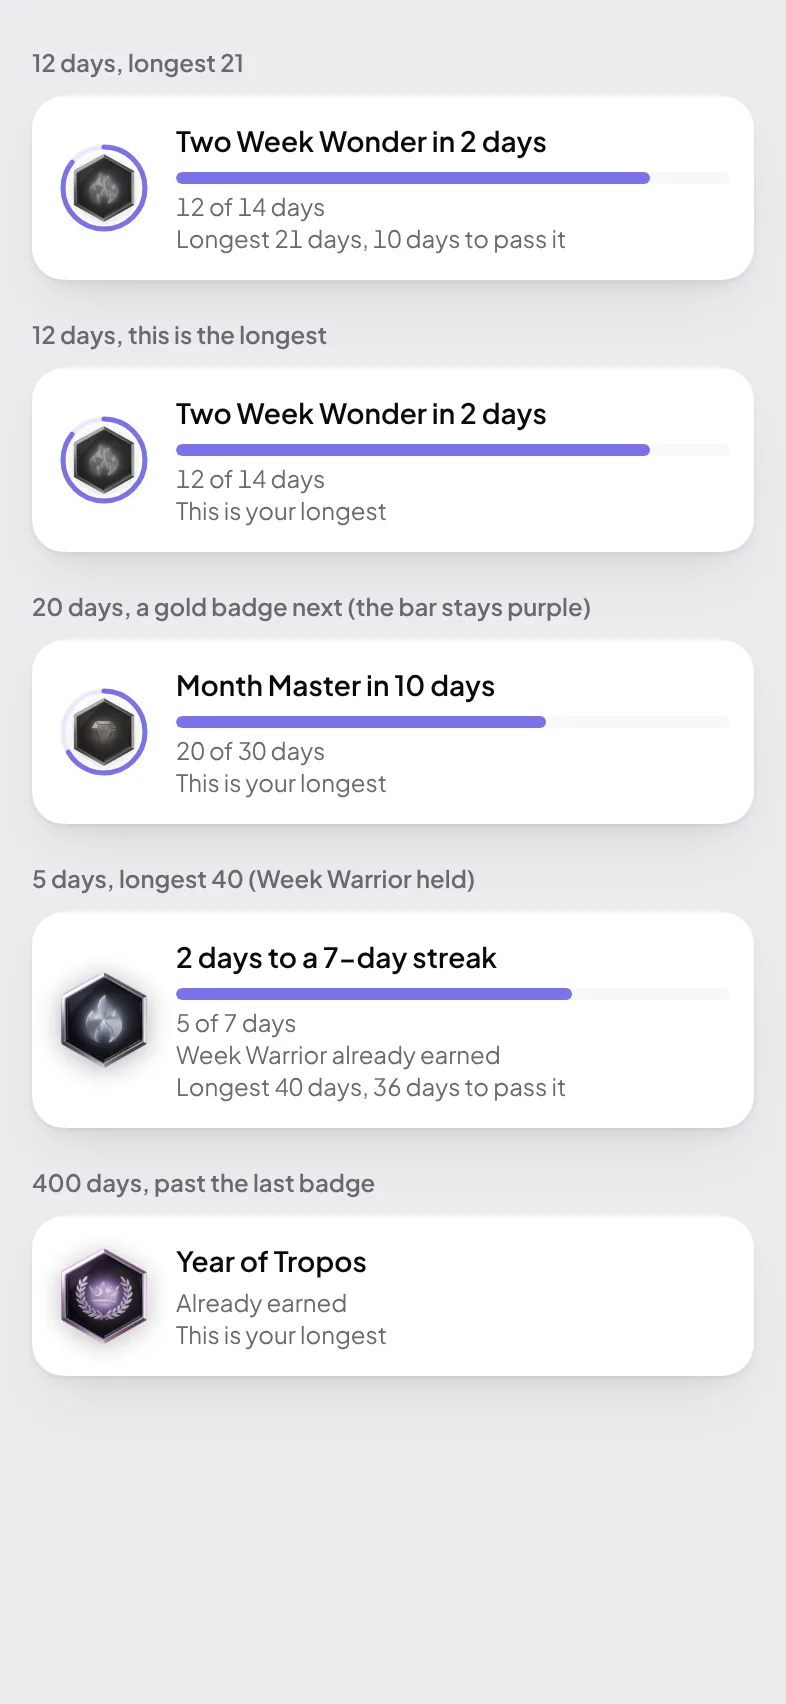 12 days, longest 21
Two Week Wonder in 2 days
12 of 14 days
Longest 21 days, 10 days to pass it
12 days, this is the longest
Two Week Wonder in 2 days
12 of 14 days
This is your longest
20 days, a gold badge next (the bar stays purple)
Month Master in 10 days
20 of 30 days
This is your longest
5 days, longest 40 (Week Warrior held)
2 days to a 7-day streak
5 of 7 days
Week Warrior already earned
Longest 40 days, 36 days to pass it
400 days, past the last badge
Year of Tropos
Already earned
This is your longest